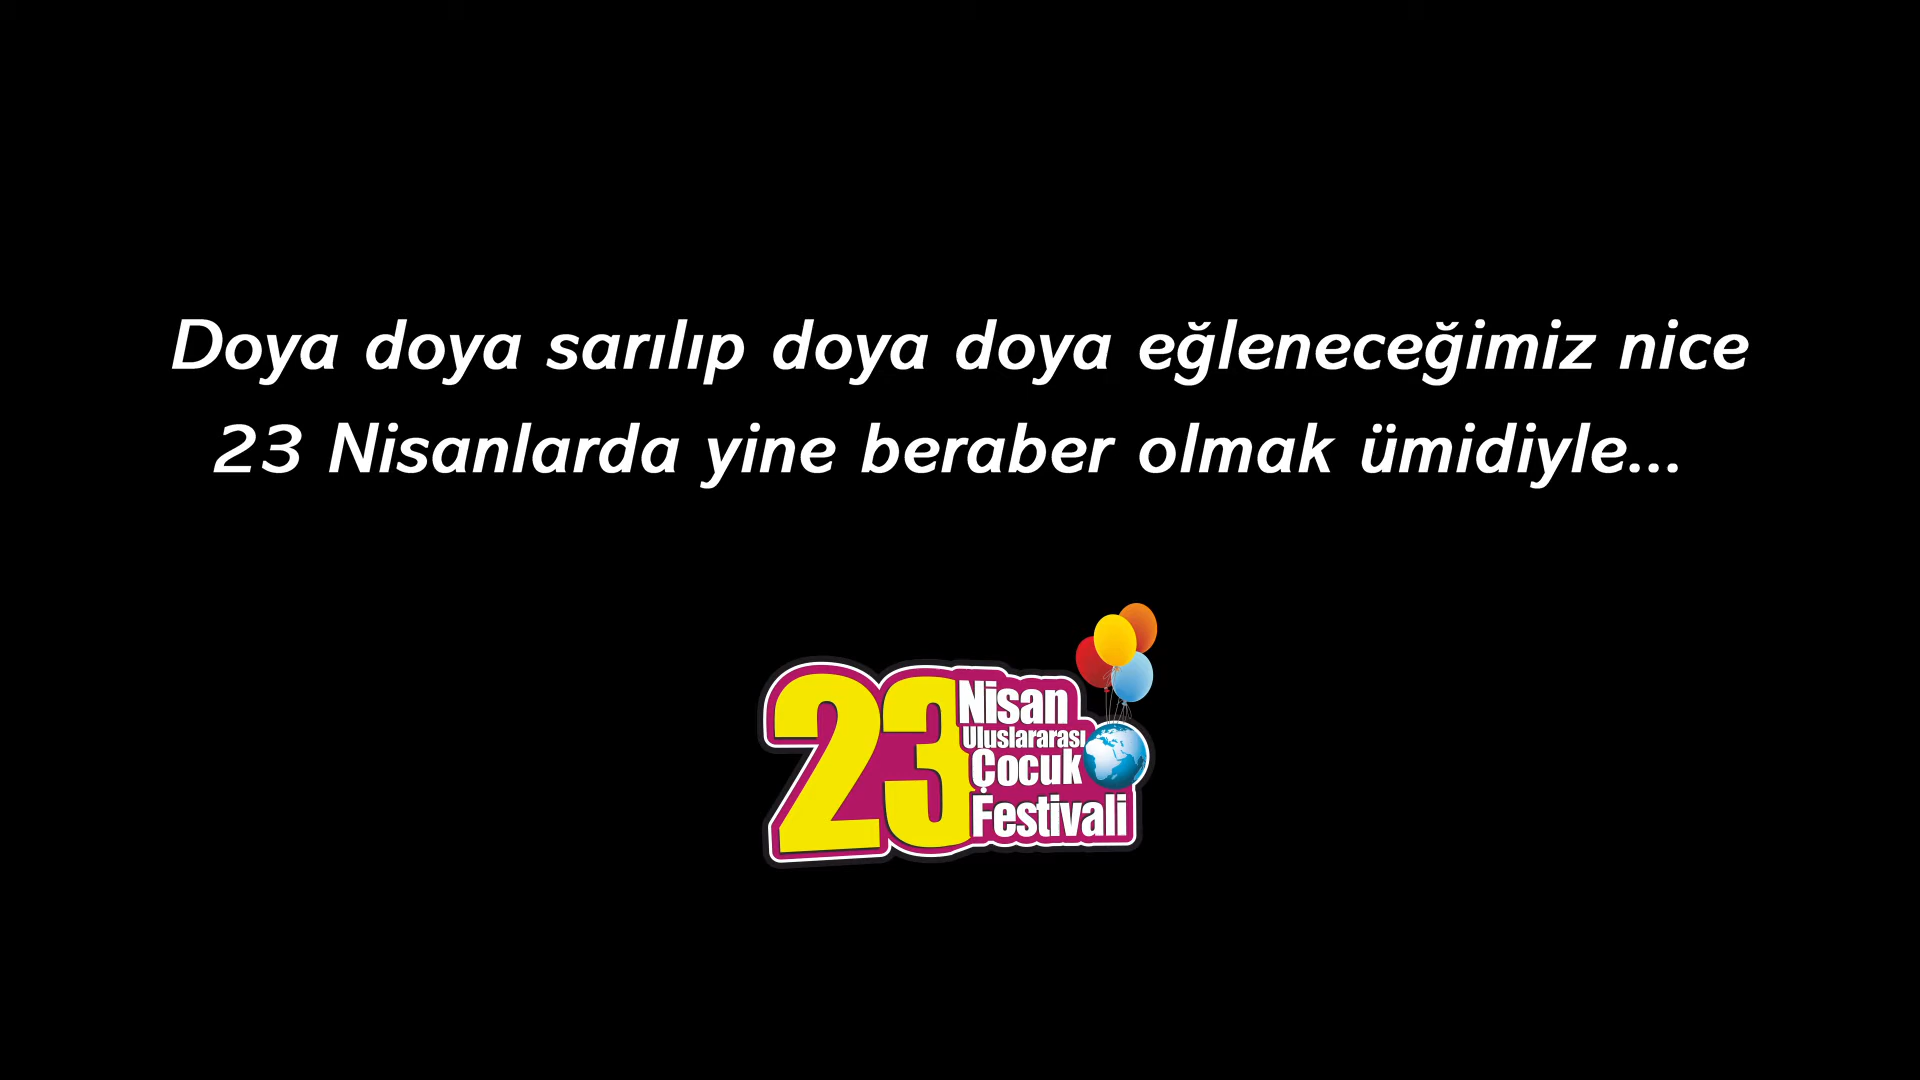 Doya doya sarılıp doya doya eğleneceğimiz nice
23 Nisanlarda yine beraber olmak ümidiyle...
23 Nisan
Uluslararası
Çocuk
Festivali